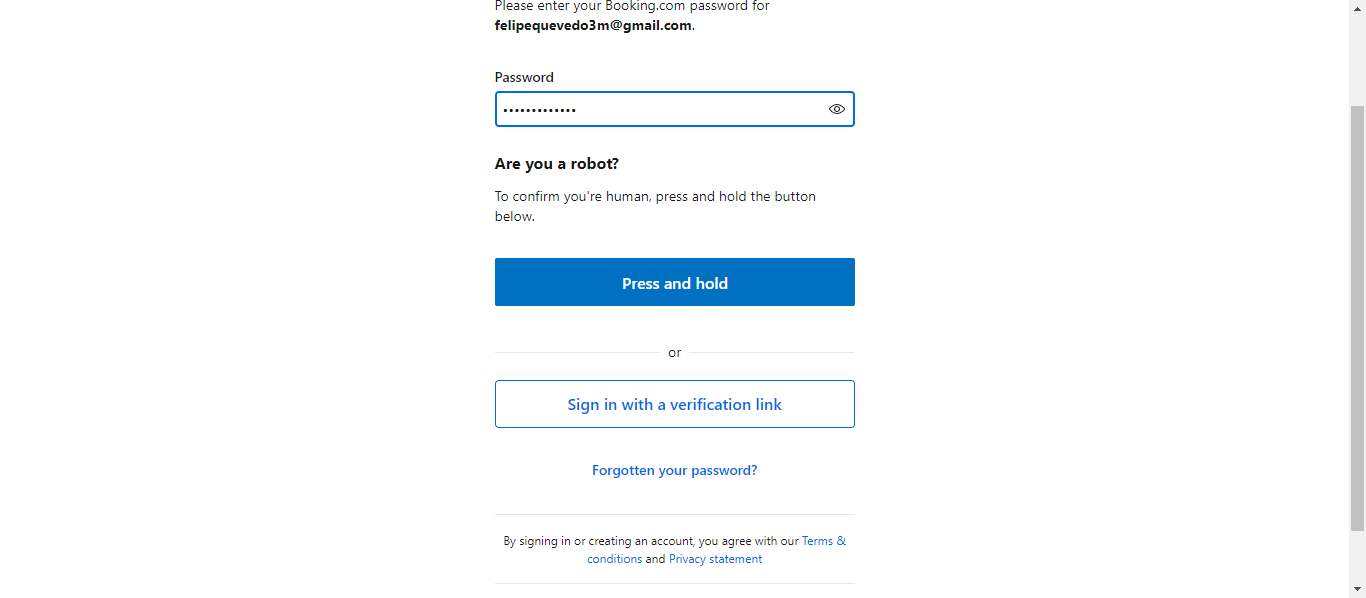 Please enter your Booking.com password for
felipequevedo3m@gmail.com.
Password
•••••••••••••
Are you a robot?
To confirm you're human, press and hold the button
below.
Press and hold
or
Sign in with a verification link
Forgotten your password?
By signing in or creating an account, you agree with our Terms &
conditions and Privacy statement